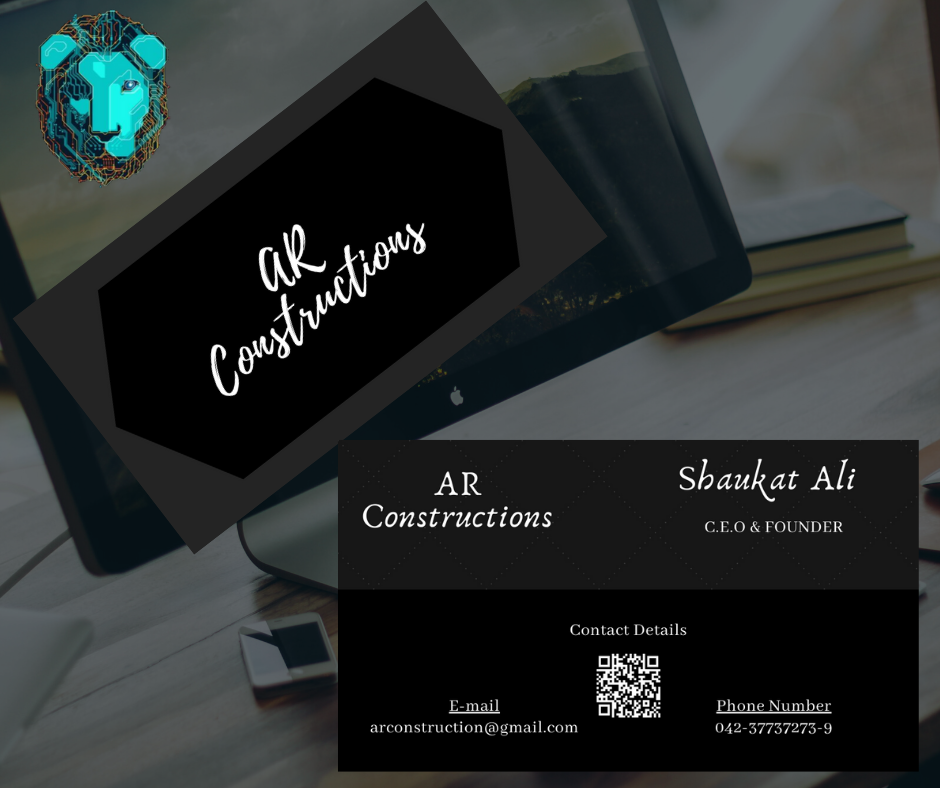 AR
Constructions
AR
Constructions
Shaukat Ali
C.E.O & FOUNDER
Contact Details
E-mail
arconstruction@gmail.com
Phone Number
042-37737273-9